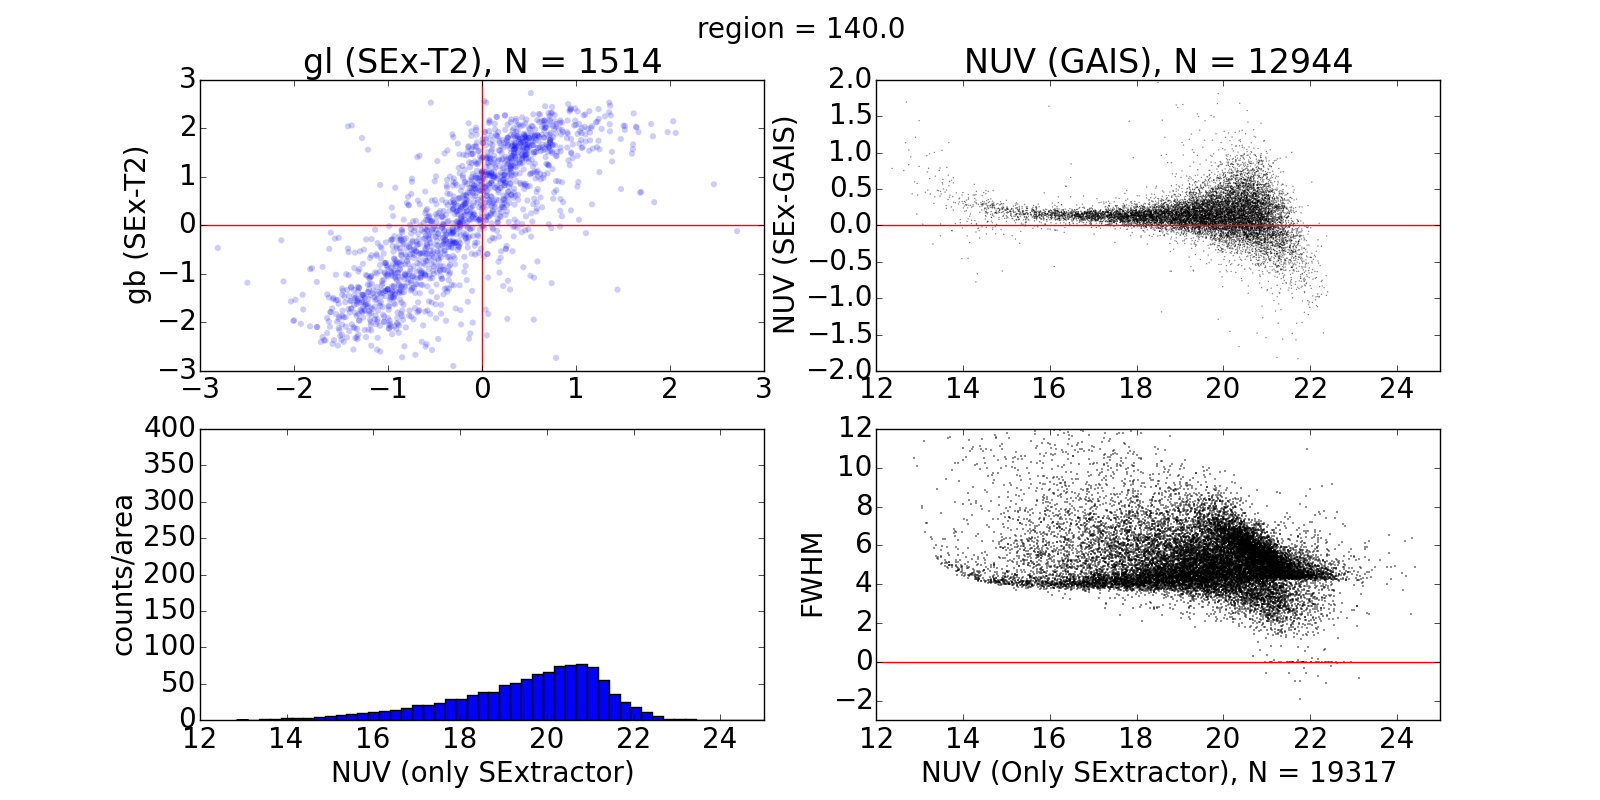 region = 140.0
gl (SEx-T2), N = 1514
NUV (GAIS), N = 12944
3
2
1
0
−1
−2
−3
gb (SEx-T2)
−3 −2 −1 0 1 2 3
2.0
1.5
1.0
0.5
0.0
−0.5
−1.0
−1.5
−2.0
NUV (SEx-GAIS)
12 14 16 18 20 22 24
400
350
300
250
200
150
100
50
0
counts/area
12 14 16 18 20 22 24
NUV (only SExtractor)
12
10
8
6
4
2
0
−2
FWHM
12 14 16 18 20 22 24
NUV (Only SExtractor), N = 19317